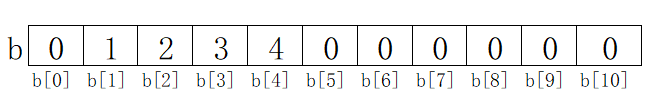 b 0 1 2 3 4 0 0 0 0 0 0
b[0] b[1] b[2] b[3] b[4] b[5] b[6] b[7] b[8] b[9] b[10]